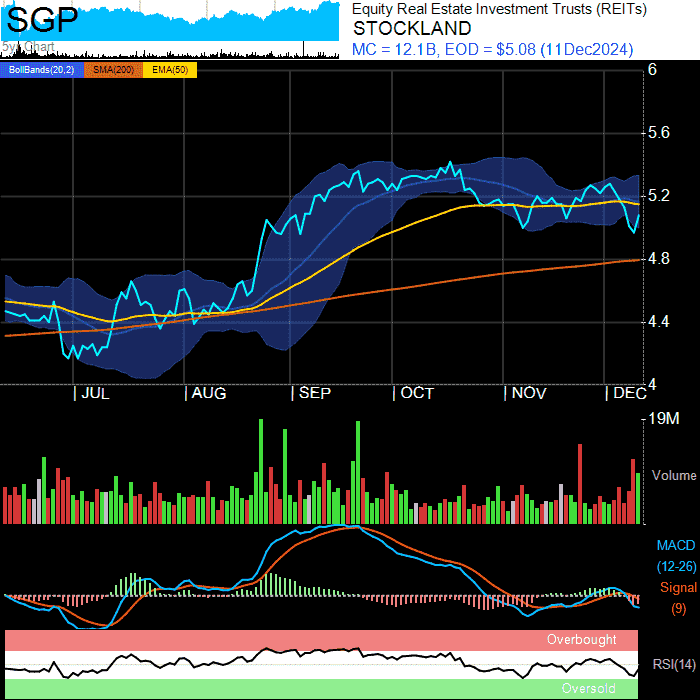 SGP
5yr Chart
Equity Real Estate Investment Trusts (REITs)
STOCKLAND
MC = 12.1B, EOD = $5.08 (11Dec2024)
BollBands(20,2) SMA(200) EMA(50)
6
5.6
5.2
4.8
4.4
4
JUL AUG SEP OCT NOV DEC
19M
Volume
MACD
(12-26)
Signal
(9)
Overbought
RSI(14)
Oversold